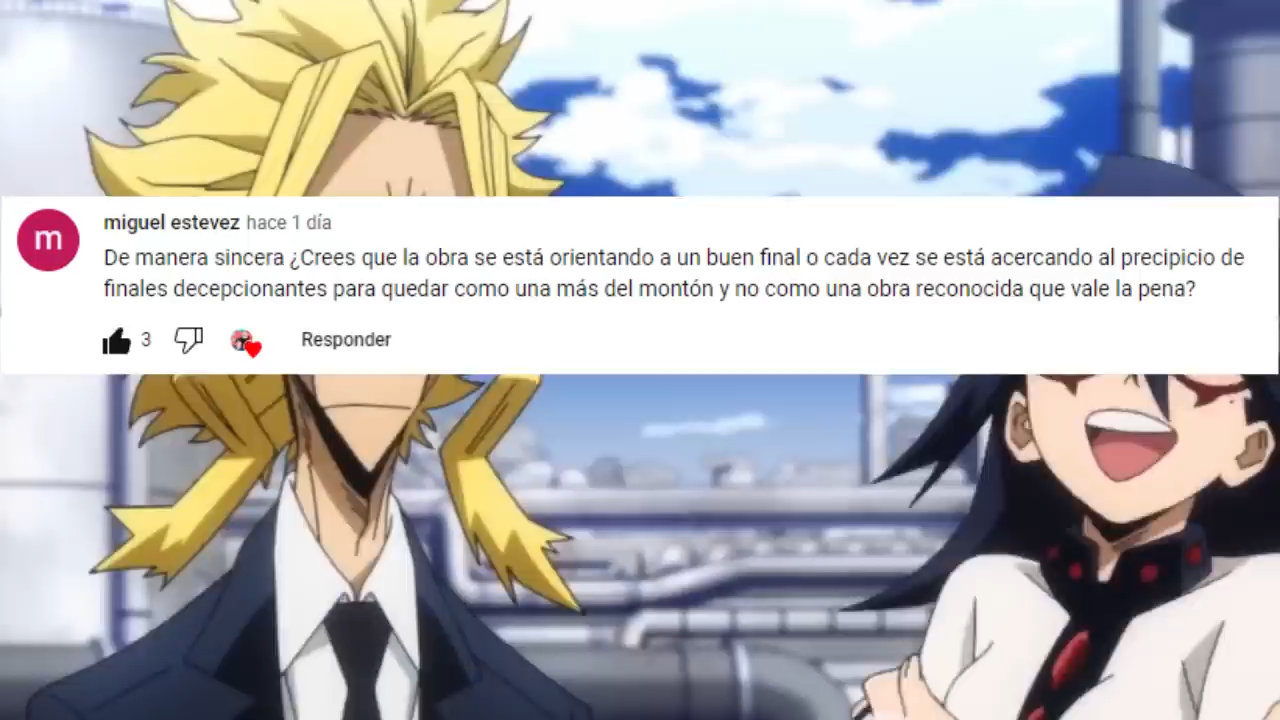 m
miguel estevez hace 1 día
De manera sincera ¿Crees que la obra se está orientando a un buen final o cada vez se está acercando al precipicio de
finales decepcionantes para quedar como una más del montón y no como una obra reconocida que vale la pena?
3 Responder